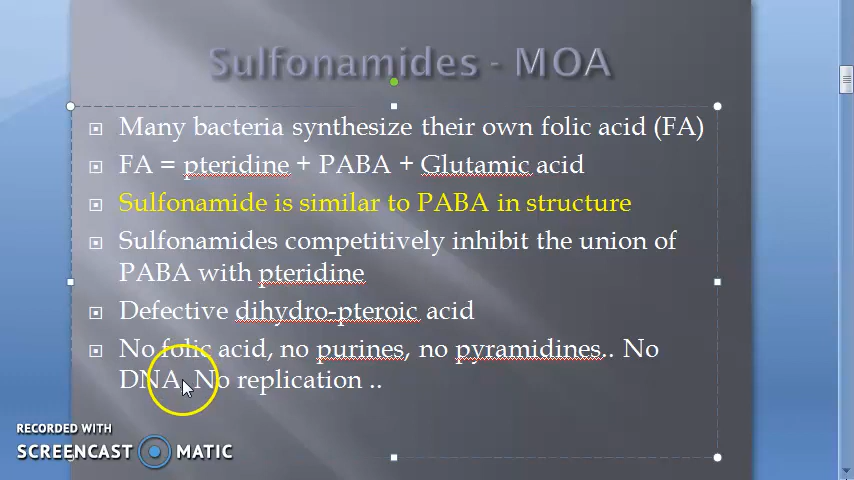 Sulfonamides - MOA
Many bacteria synthesize their own folic acid (FA)
FA = pteridine + PABA + Glutamic acid
Sulfonamide is similar to PABA in structure
Sulfonamides competitively inhibit the union of
PABA with pteridine
Defective dihydro-pteroic acid
No folic acid, no purines, no pyramidines.. No
DNA, No replication ..
RECORDED WITH
SCREENCAST MATIC